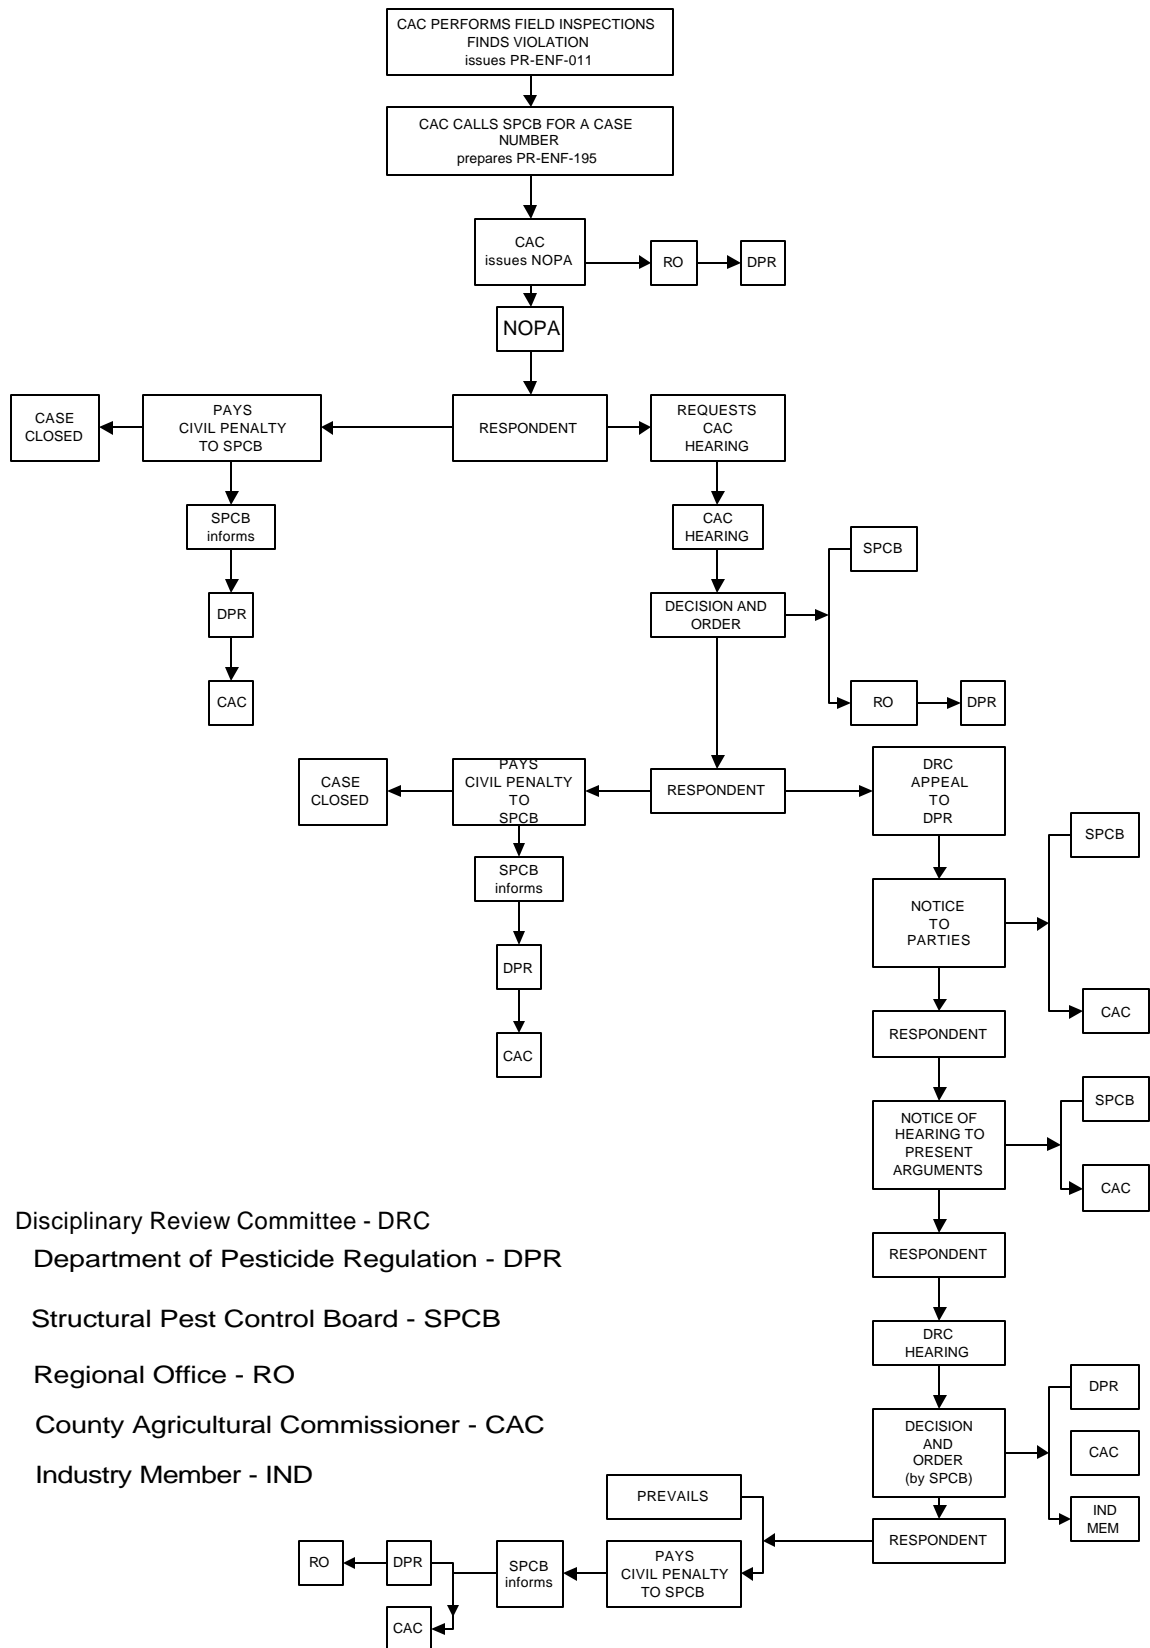 CAC PERFORMS FIELD INSPECTIONS
FINDS VIOLATION
issues PR-ENF-011
CAC CALLS SPCB FOR A CASE
NUMBER
prepares PR-ENF-195
CAC
issues NOPA
RO
DPR
NOPA
CASE
CLOSED
PAYS
CIVIL PENALTY
TO SPCB
RESPONDENT
REQUESTS
CAC
HEARING
SPCB
informs
CAC
HEARING
SPCB
DPR
DECISION AND
ORDER
CAC
RO
DPR
CASE
CLOSED
PAYS
CIVIL PENALTY
TO
SPCB
RESPONDENT
DRC
APPEAL
TO
DPR
SPCB
SPCB
informs
NOTICE
TO
PARTIES
DPR
CAC
RESPONDENT
CAC
NOTICE OF
HEARING TO
PRESENT
ARGUMENTS
SPCB
CAC
Disciplinary Review Committee - DRC
Department of Pesticide Regulation - DPR
Structural Pest Control Board - SPCB
Regional Office - RO
County Agricultural Commissioner - CAC
Industry Member - IND
RESPONDENT
DRC
HEARING
DECISION
AND
ORDER
(by SPCB)
DPR
CAC
IND
MEM
PREVAILS
RESPONDENT
RO
DPR
SPCB
informs
PAYS
CIVIL PENALTY
TO SPCB
CAC